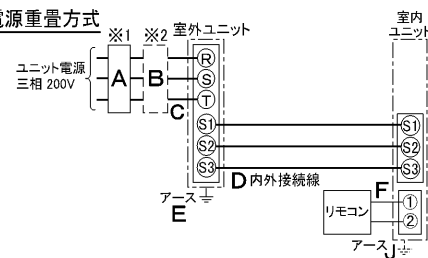 電源重畳方式
※1 ※2 室外ユニット 室内
ユニット
ユニット電源
三相 200V
A B C
R
S
T
S1 S1
S2 S2
S3 S3
D 内外接続線
アース
E
リモコン F ①
②
アース J